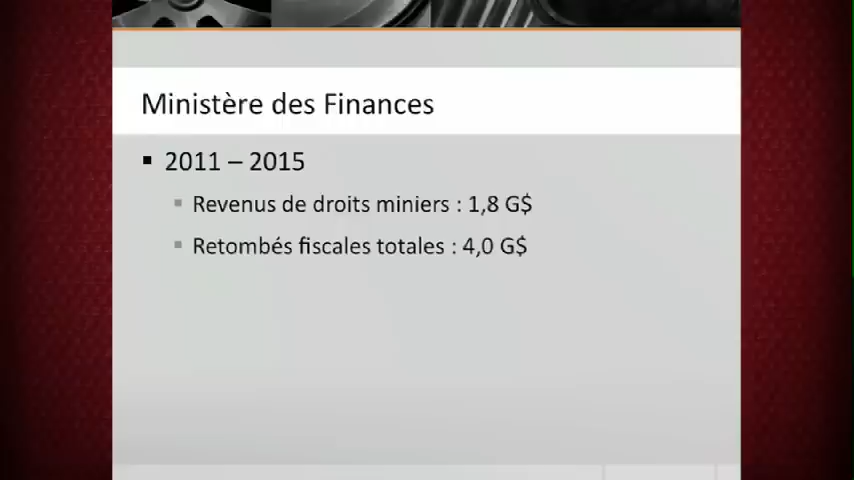 Ministère des Finances
2011 – 2015
Revenus de droits miniers : 1,8 G$
Retombés fiscales totales : 4,0 G$